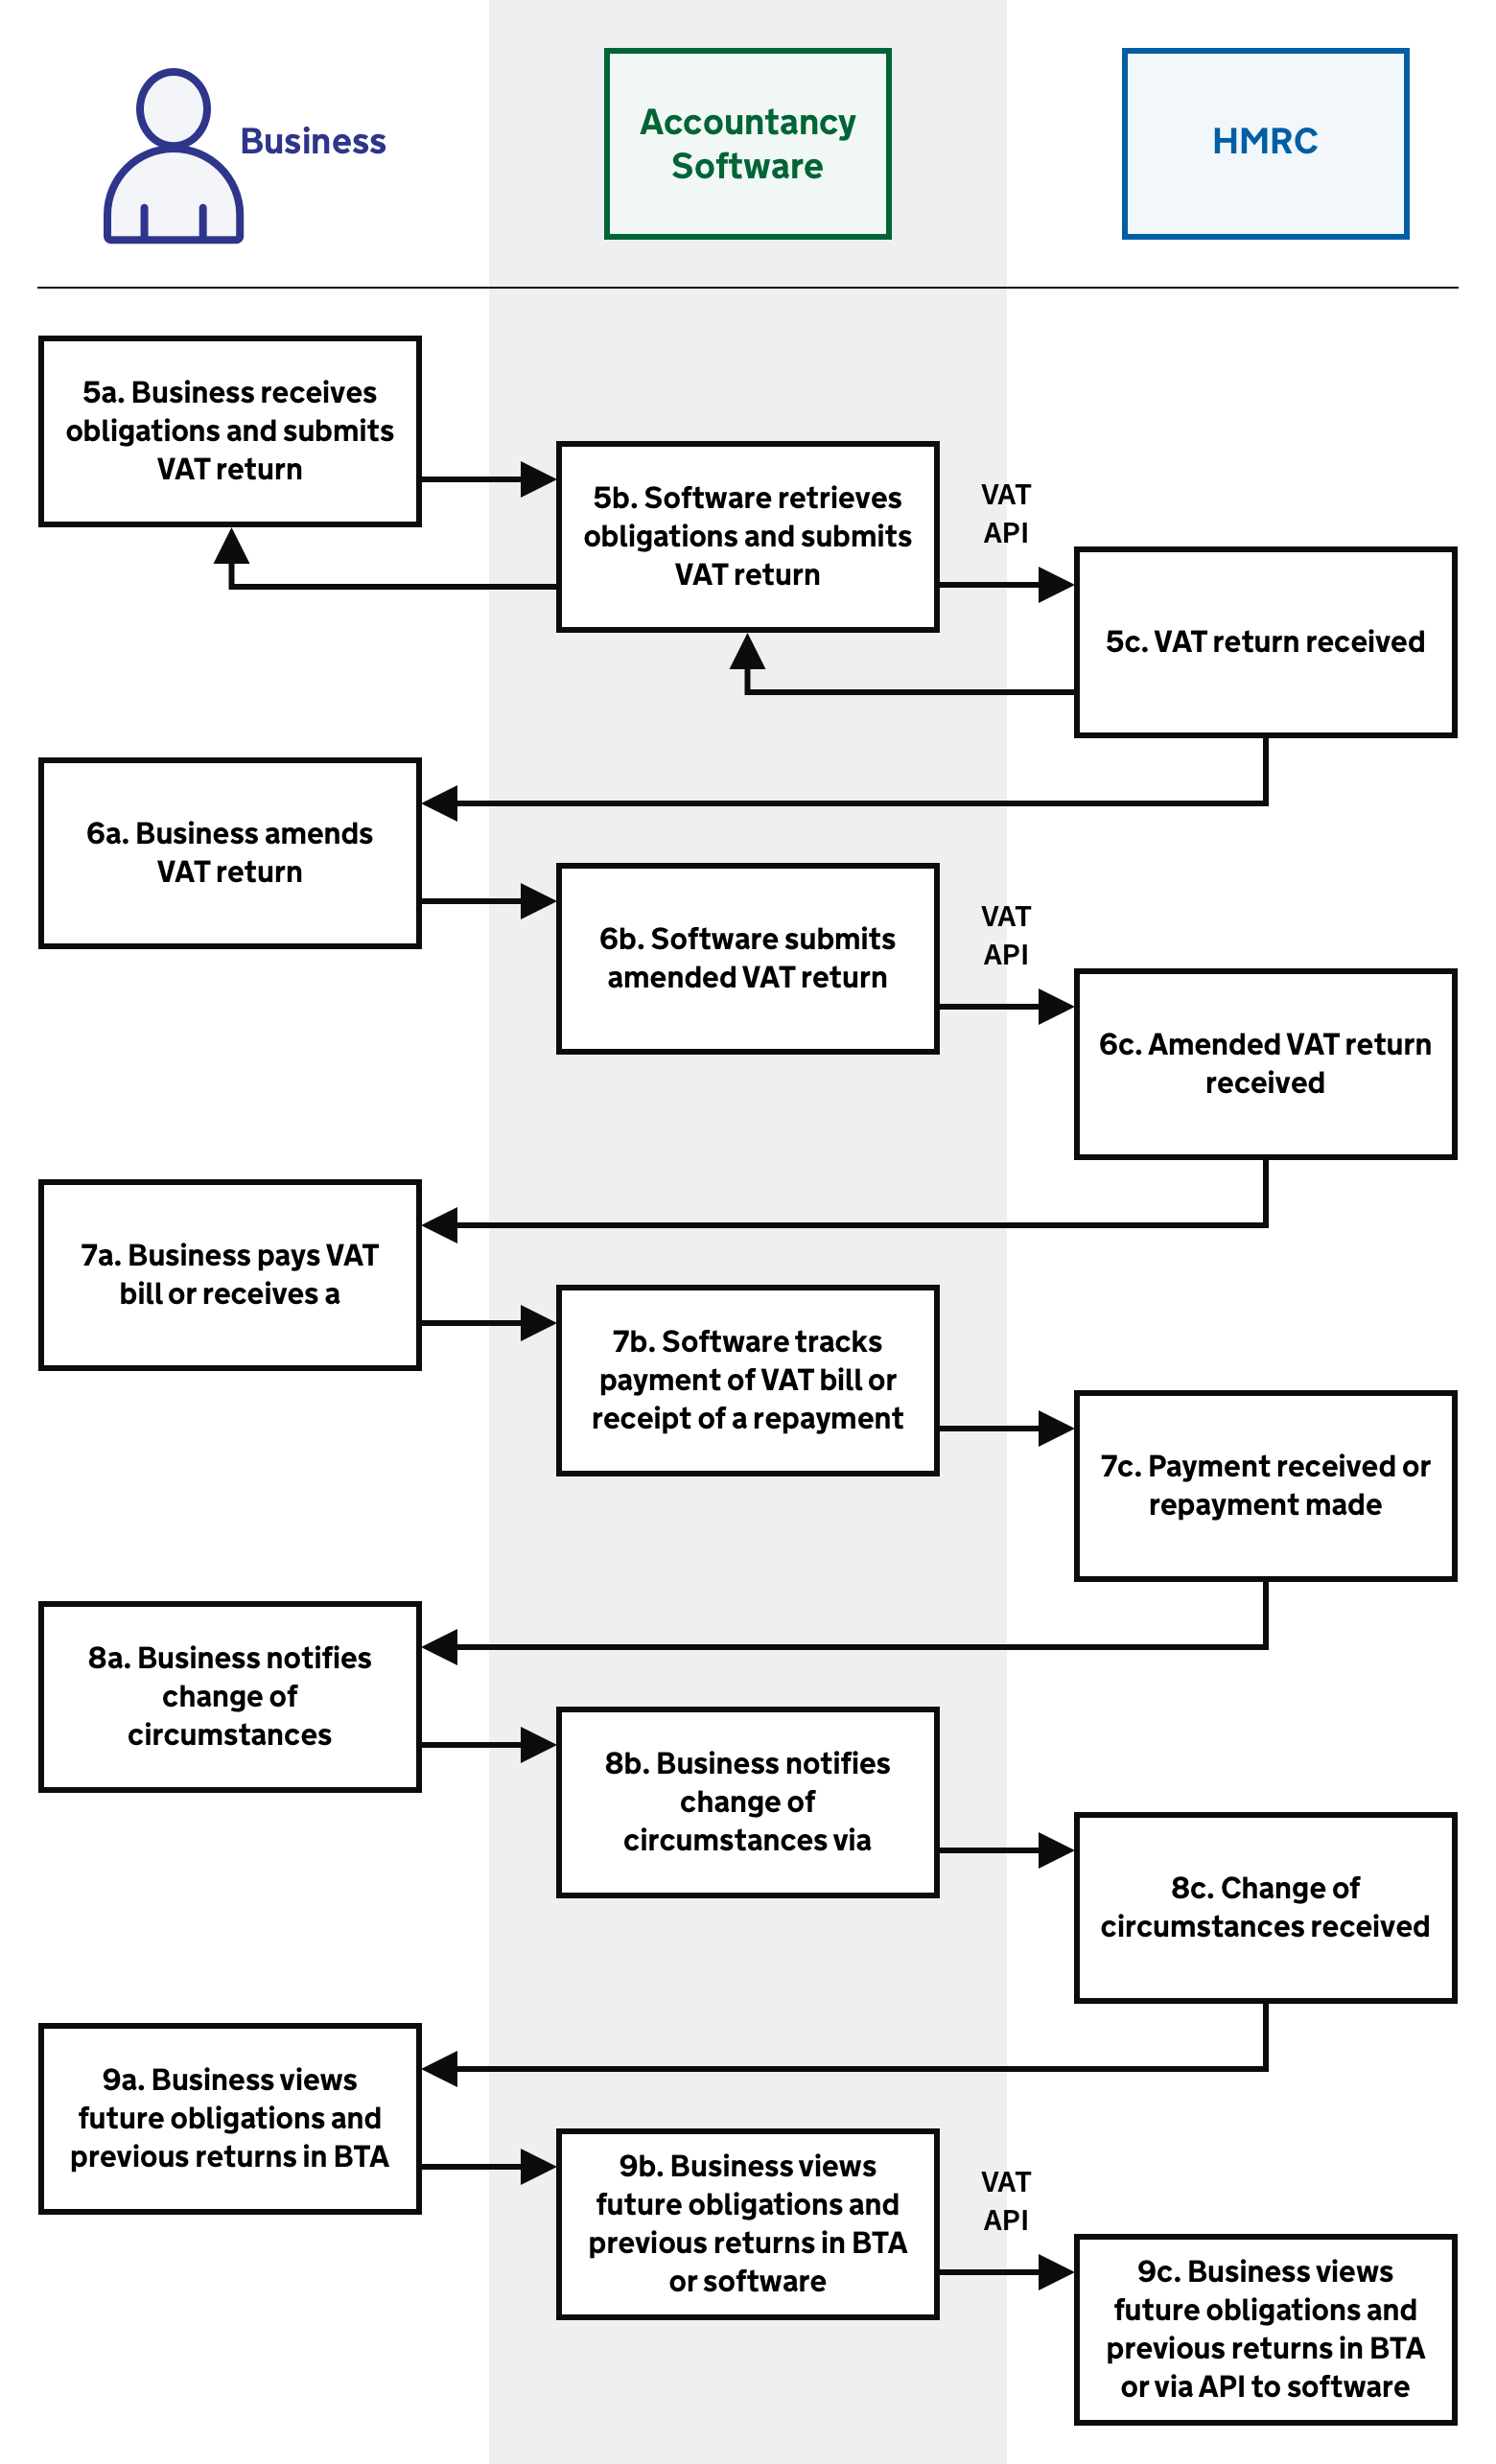 Business
Accountancy
Software
HMRC
5a. Business receives
obligations and submits
VAT return
5b. Software retrieves
obligations and submits
VAT return
VAT
API
5c. VAT return received
6a. Business amends
VAT return
6b. Software submits
amended VAT return
VAT
API
6c. Amended VAT return
received
7a. Business pays VAT
bill or receives a
7b. Software tracks
payment of VAT bill or
receipt of a repayment
7c. Payment received or
repayment made
8a. Business notifies
change of
circumstances
8b. Business notifies
change of
circumstances via
8c. Change of
circumstances received
9a. Business views
future obligations and
previous returns in BTA
9b. Business views
future obligations and
previous returns in BTA
or software
VAT
API
9c. Business views
future obligations and
previous returns in BTA
or via API to software